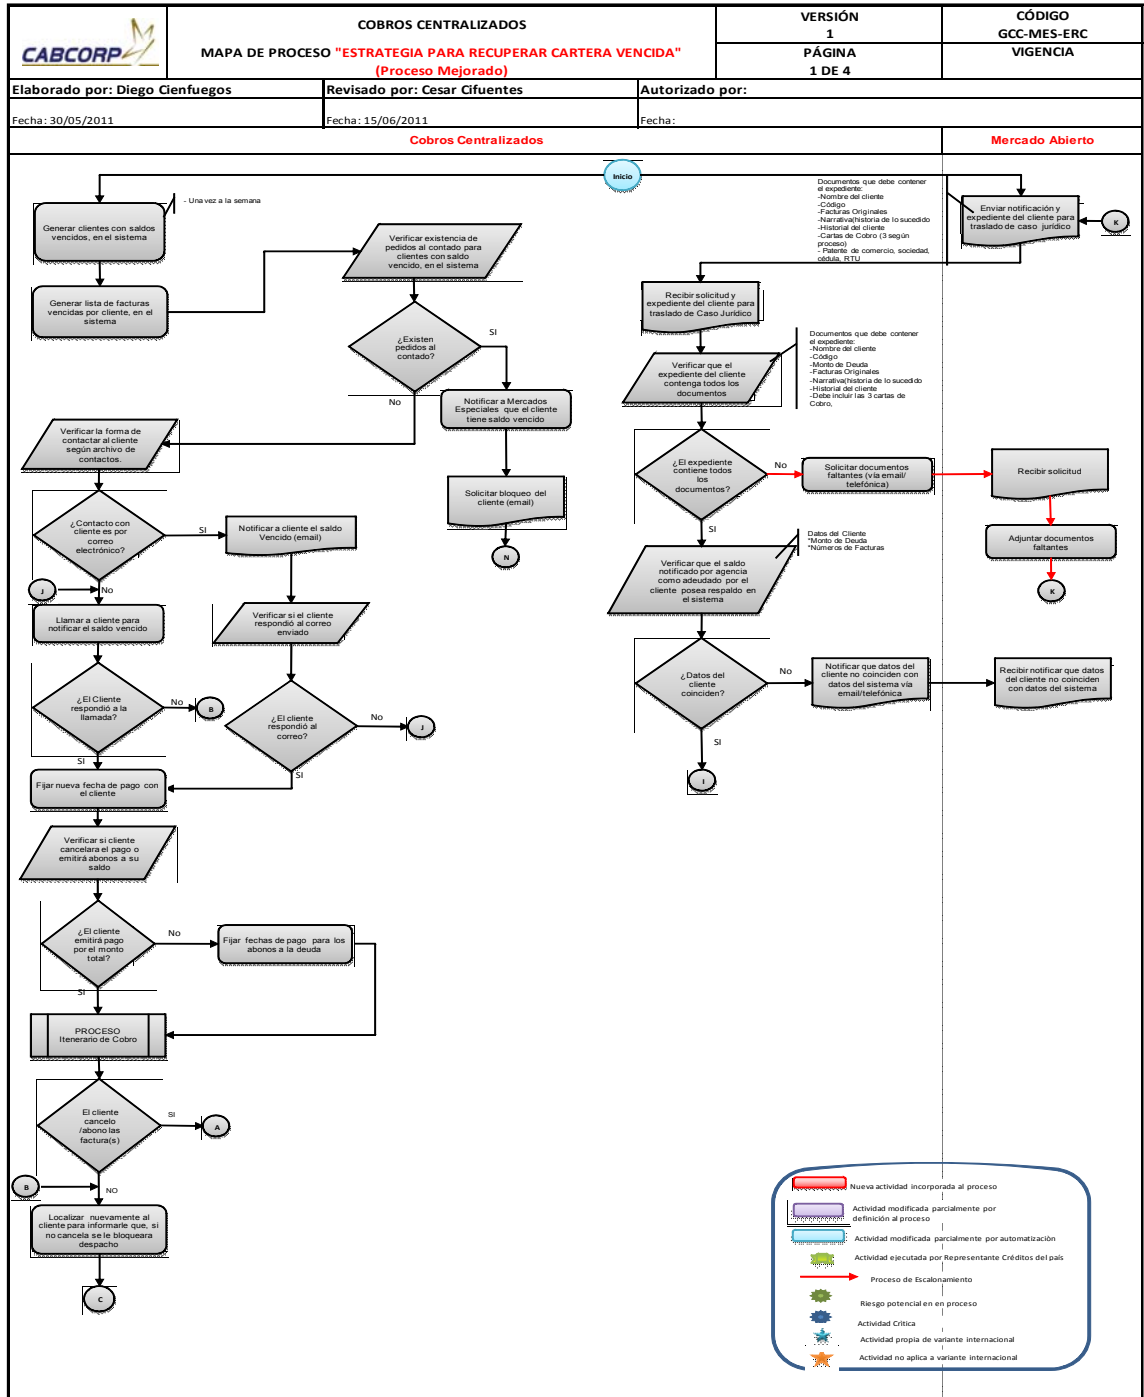 CABCORP
COBROS CENTRALIZADOS
MAPA DE PROCESO "ESTRATEGIA PARA RECUPERAR CARTERA VENCIDA"
(Proceso Mejorado)
VERSIÓN
1
CÓDIGO
GCC-MES-ERC
PÁGINA
1 DE 4
VIGENCIA
Elaborado por: Diego Cienfuegos
Revisado por: Cesar Cifuentes
Autorizado por:
Fecha: 30/05/2011
Fecha: 15/06/2011
Fecha:
Cobros Centralizados
Mercado Abierto
Inicio
- Una vez a la semana
Generar clientes con saldos
vencidos, en el sistema
Generar lista de facturas
vencidas por cliente, en el
sistema
Verificar existencia de
pedidos al contado para
clientes con saldo
vencido, en el sistema
¿Existen
pedidos al
contado?
SI
No
Notificar a Mercados
Especiales que el cliente
tiene saldo vencido
Solicitar bloqueo del
cliente (email)
N
Verificar la forma de
contactar al cliente
según archivo de
contactos.
¿Contacto con
cliente es por
correo
electrónico?
SI
Notificar a cliente el saldo
Vencido (email)
J
No
Llamar a cliente para
notificar el saldo vencido
Verificar si el cliente
respondió al correo
enviado
¿El Cliente
respondió a la
llamada?
No
B
SI
¿El cliente
respondió al
correo?
No
J
SI
Fijar nueva fecha de pago con
el cliente
Verificar si cliente
cancelara el pago o
emitirá abonos a su
saldo
¿El cliente
emitirá pago
por el monto
total?
No
Fijar fechas de pago para los
abonos a la deuda
SI
PROCESO
Itenerario de Cobro
El cliente
cancelo
/abono las
factura(s)
SI
A
B
NO
Localizar nuevamente al
cliente para informarle que, si
no cancela se le bloqueara
despacho
C
Documentos que debe contener
el expediente:
-Nombre del cliente
-Código
-Facturas Originales
-Narrativa(historia de lo sucedido
-Historial del cliente
-Cartas de Cobro (3 según
proceso)
- Patente de comercio, sociedad,
cédula, RTU
Enviar notificación y
expediente del cliente para
traslado de caso jurídico
K
Recibir solicitud y
expediente del cliente para
traslado de Caso Jurídico
Verificar que el
expediente del cliente
contenga todos los
documentos
Documentos que debe contener
el expediente:
-Nombre del cliente
-Código
-Monto de Deuda
-Facturas Originales
-Narrativa(historia de lo sucedido
-Historial del cliente
-Debe incluir las 3 cartas de
Cobro,
¿El expediente
contiene todos
los
documentos?
No
Solicitar documentos
faltantes (vía email/
telefónica)
Recibir solicitud
Adjuntar documentos
faltantes
K
SI
Verificar que el saldo
notificado por agencia
como adeudado por el
cliente posea respaldo en
el sistema
Datos del Cliente
*Monto de Deuda
*Números de Facturas
¿Datos del
cliente
coinciden?
No
Notificar que datos del
cliente no coinciden con
datos del sistema vía
email/telefónica
Recibir notificar que datos
del cliente no coinciden
con datos del sistema
SI
I
Nueva actividad incorporada al proceso
Actividad modificada parcialmente por
definición al proceso
Actividad modificada parcialmente por automatización
Actividad ejecutada por Representante Créditos del país
Proceso de Escalonamiento
Riesgo potencial en en proceso
Actividad Crítica
Actividad propia de variante internacional
Actividad no aplica a variante internacional